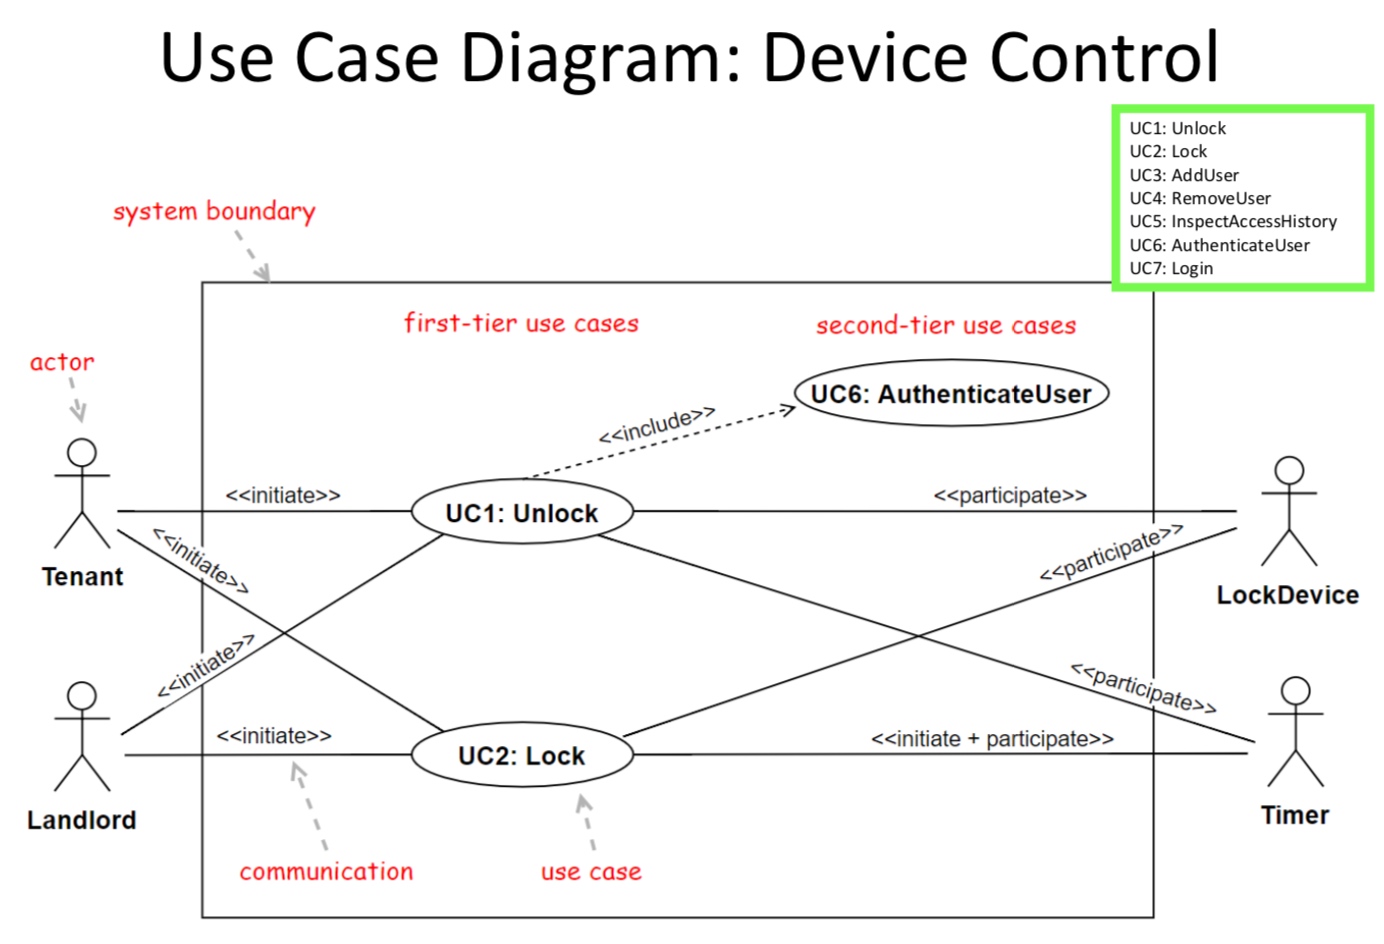 Use Case Diagram: Device Control
UC1: Unlock
UC2: Lock
UC3: AddUser
UC4: RemoveUser
UC5: InspectAccessHistory
UC6: AuthenticateUser
UC7: Login
system boundary
first-tier use cases
second-tier use cases
actor
UC6: AuthenticateUser
<<include>>
<<initiate>>
UC1: Unlock
<<participate>>
<<initiate>>
<<participate>>
Tenant
LockDevice
<<initiate>>
<<participate>>
<<initiate>>
UC2: Lock
<<initiate + participate>>
Landlord
Timer
communication
use case